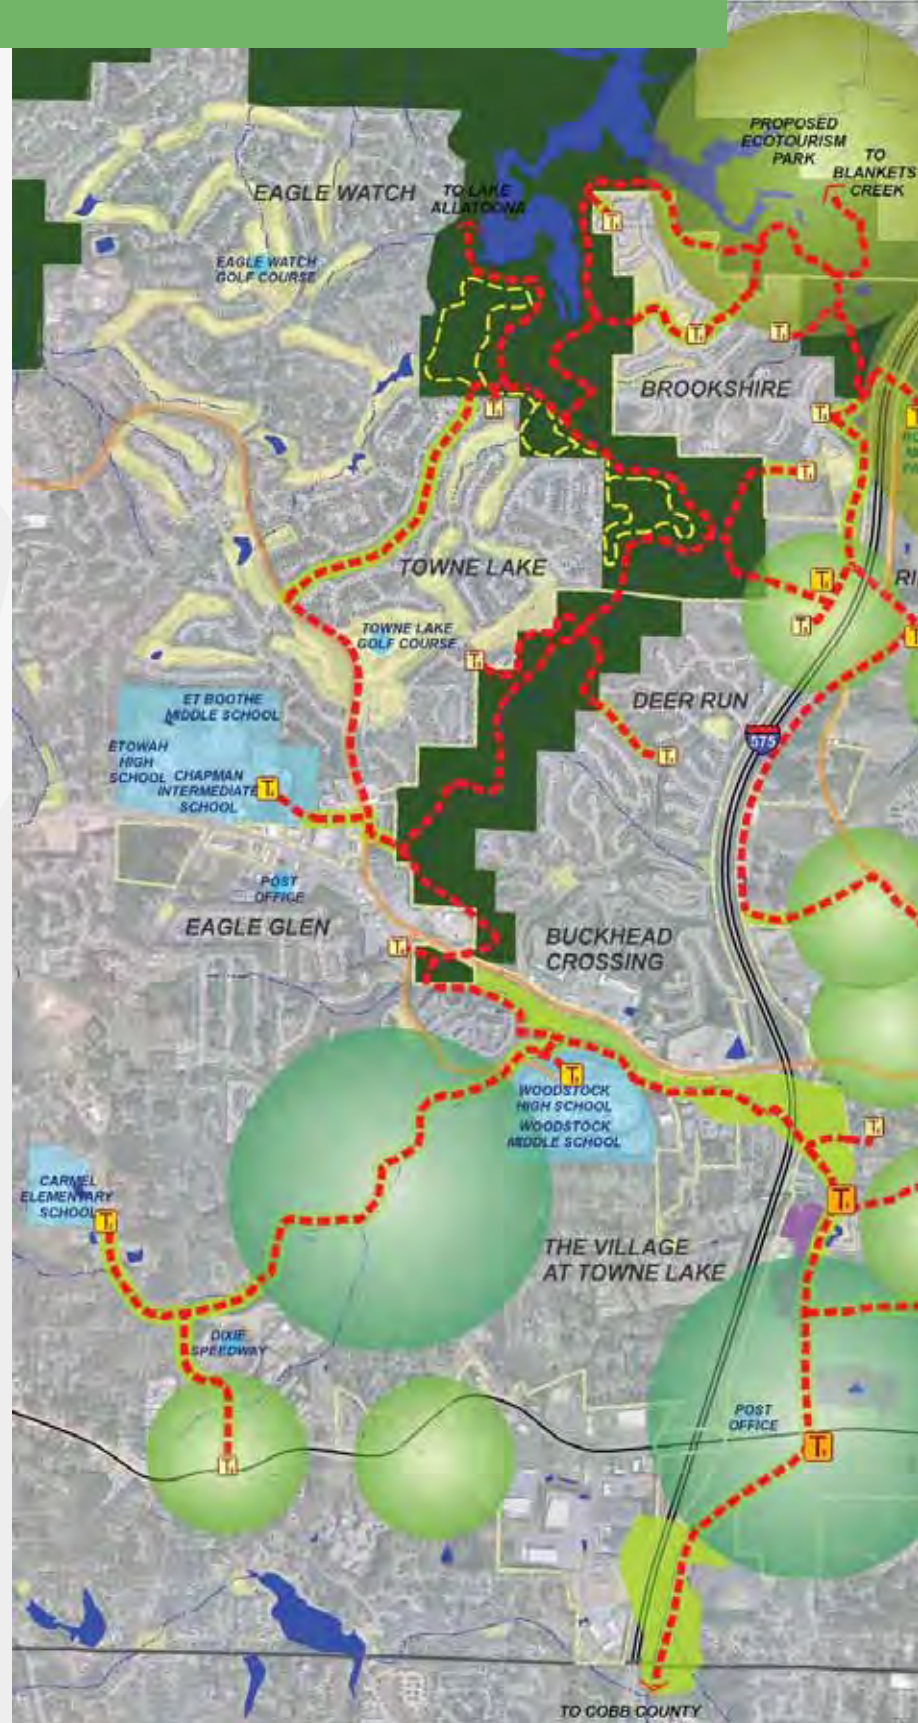 PROPOSED
ECOTOURISM
PARK
TO
BLANKETS
CREEK
EAGLE WATCH
TO LAKE
ALLATOONA
EAGLE WATCH
GOLF COURSE
BROOKSHIRE
TOWNE LAKE
RI
TOWNE LAKE
GOLF COURSE
DEER RUN
ET BOOTHE
MIDDLE SCHOOL
575
ETOWAH
HIGH
SCHOOL
CHAPMAN
INTERMEDIATE
SCHOOL
POST
OFFICE
EAGLE GLEN
BUCKHEAD
CROSSING
WOODSTOCK
HIGH SCHOOL
WOODSTOCK
MIDDLE SCHOOL
CARMEL
ELEMENTARY
SCHOOL
THE VILLAGE
AT TOWNE LAKE
DIXIE
SPEEDWAY
POST
OFFICE
TO COBB COUNTY